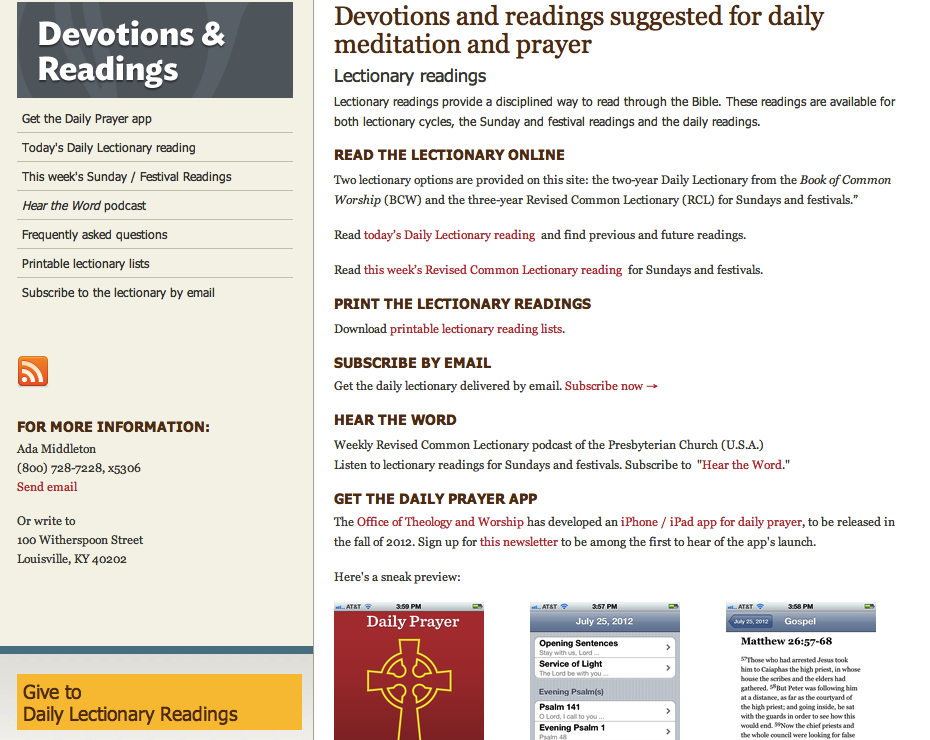 Devotions &
Readings
Get the Daily Prayer app
Today's Daily Lectionary reading
This week's Sunday / Festival Readings
Hear the Word podcast
Frequently asked questions
Printable lectionary lists
Subscribe to the lectionary by email
FOR MORE INFORMATION:
Ada Middleton
(800) 728-7228, x5306
Send email
Or write to
100 Witherspoon Street
Louisville, KY 40202
Give to
Daily Lectionary Readings
Devotions and readings suggested for daily
meditation and prayer
Lectionary readings
Lectionary readings provide a disciplined way to read through the Bible. These readings are available for
both lectionary cycles, the Sunday and festival readings and the daily readings.
READ THE LECTIONARY ONLINE
Two lectionary options are provided on this site: the two-year Daily Lectionary from the Book of Common
Worship (BCW) and the three-year Revised Common Lectionary (RCL) for Sundays and festivals.”
Read today's Daily Lectionary reading and find previous and future readings.
Read this week's Revised Common Lectionary reading for Sundays and festivals.
PRINT THE LECTIONARY READINGS
Download printable lectionary reading lists.
SUBSCRIBE BY EMAIL
Get the daily lectionary delivered by email. Subscribe now →
HEAR THE WORD
Weekly Revised Common Lectionary podcast of the Presbyterian Church (U.S.A.)
Listen to lectionary readings for Sundays and festivals. Subscribe to "Hear the Word."
GET THE DAILY PRAYER APP
The Office of Theology and Worship has developed an iPhone / iPad app for daily prayer, to be released in
the fall of 2012. Sign up for this newsletter to be among the first to hear of the app's launch.
Here's a sneak preview:
AT&T 3:59 PM
Daily Prayer
AT&T 3:57 PM
July 25, 2012
Opening Sentences
Stay with us, Lord ...
Service of Light
The Lord be with you ...
Evening Psalm(s)
Psalm 141
O Lord, I call to you ...
Evening Psalm 1
Psalm 48
AT&T 3:58 PM
July 25, 2012 Gospel
Matthew 26:57-68
57Those who had arrested Jesus took
him to Caiaphas the high priest, in whose
house the scribes and the elders had
gathered. 58But Peter was following him
at a distance, as far as the courtyard of
the high priest; and going inside, he sat
with the guards in order to see how this
would end. 59Now the chief priests and
the whole council were looking for false